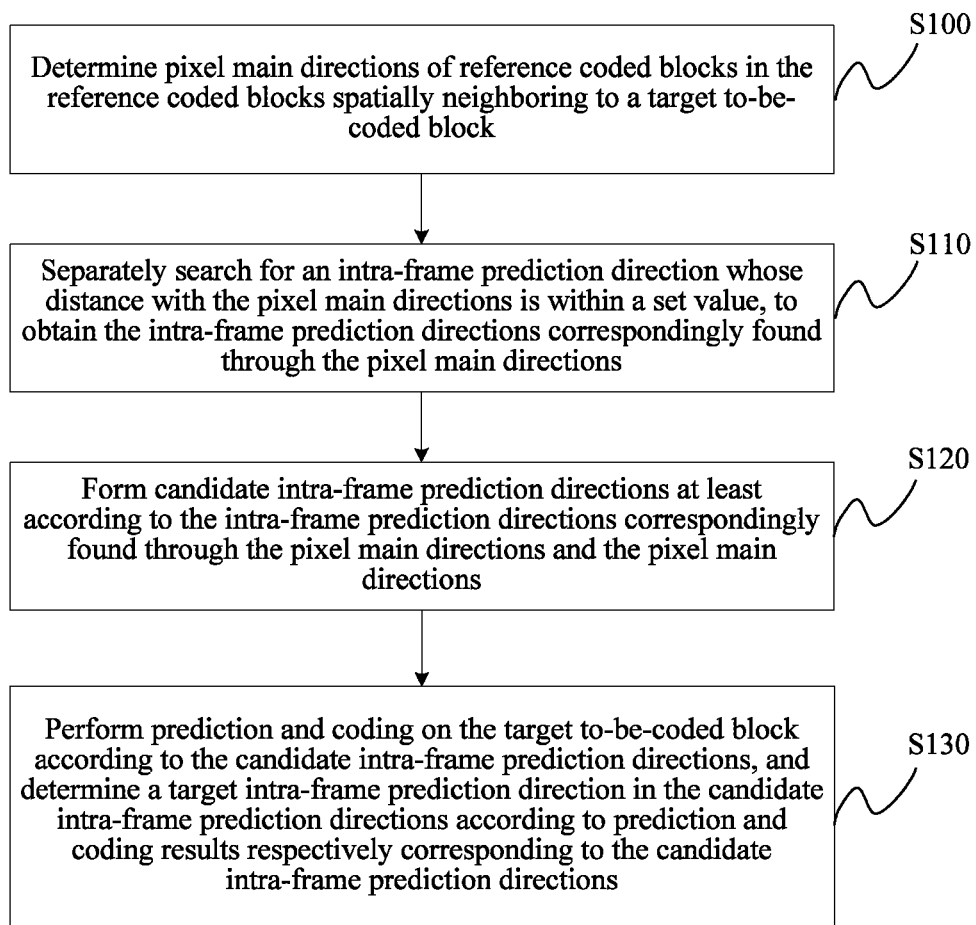 S100
Determine pixel main directions of reference coded blocks in the
reference coded blocks spatially neighboring to a target to-be-
coded block
S110
Separately search for an intra-frame prediction direction whose
distance with the pixel main directions is within a set value, to
obtain the intra-frame prediction directions correspondingly found
through the pixel main directions
S120
Form candidate intra-frame prediction directions at least
according to the intra-frame prediction directions correspondingly
found through the pixel main directions and the pixel main
directions
S130
Perform prediction and coding on the target to-be-coded block
according to the candidate intra-frame prediction directions, and
determine a target intra-frame prediction direction in the candidate
intra-frame prediction directions according to prediction and
coding results respectively corresponding to the candidate
intra-frame prediction directions